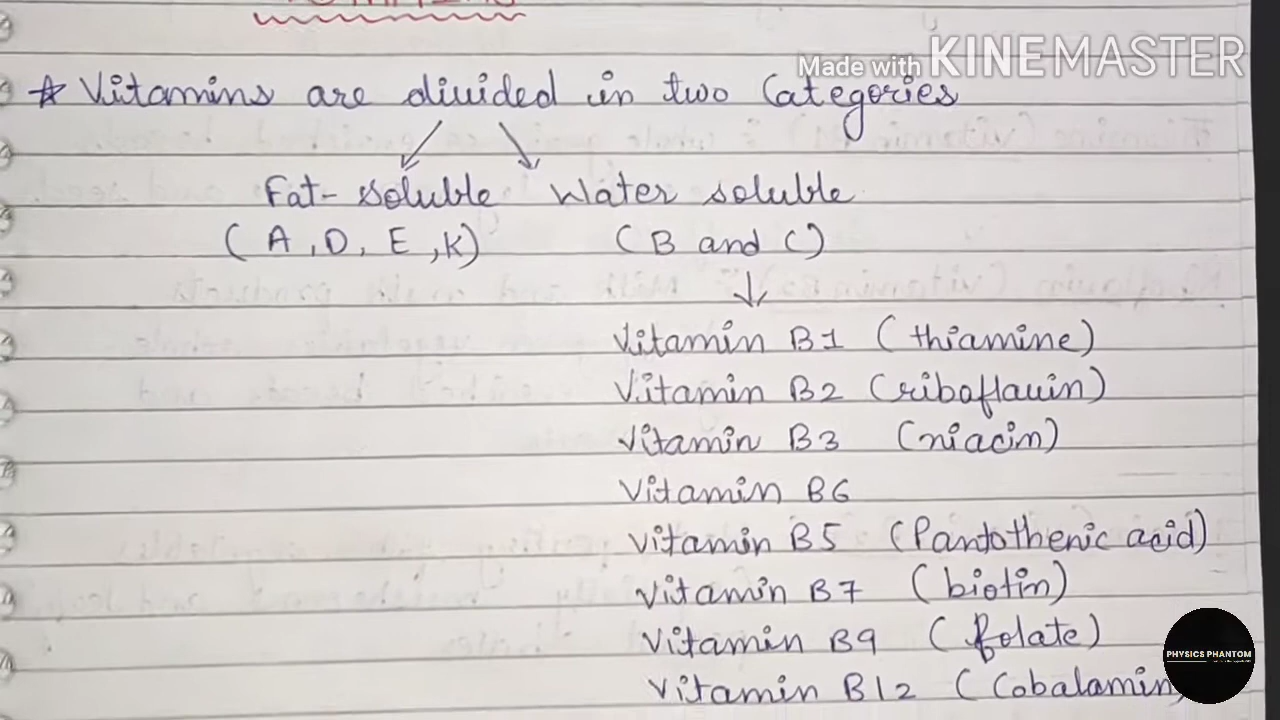 Made with KINEMASTER
☆ Vitamins are divided in two Categories
Fat-soluble Water soluble
(A, D, E, K) (B and C)
Vitamin B1 (thiamine)
Vitamin B2 (riboflavin)
Vitamin B3 (niacin)
Vitamin B6
Vitamin B5 (Pantothenic acid)
Vitamin B7 (biotin)
Vitamin B9 (folate)
Vitamin B12 (Cobalamin
PHYSICS PHANTOM